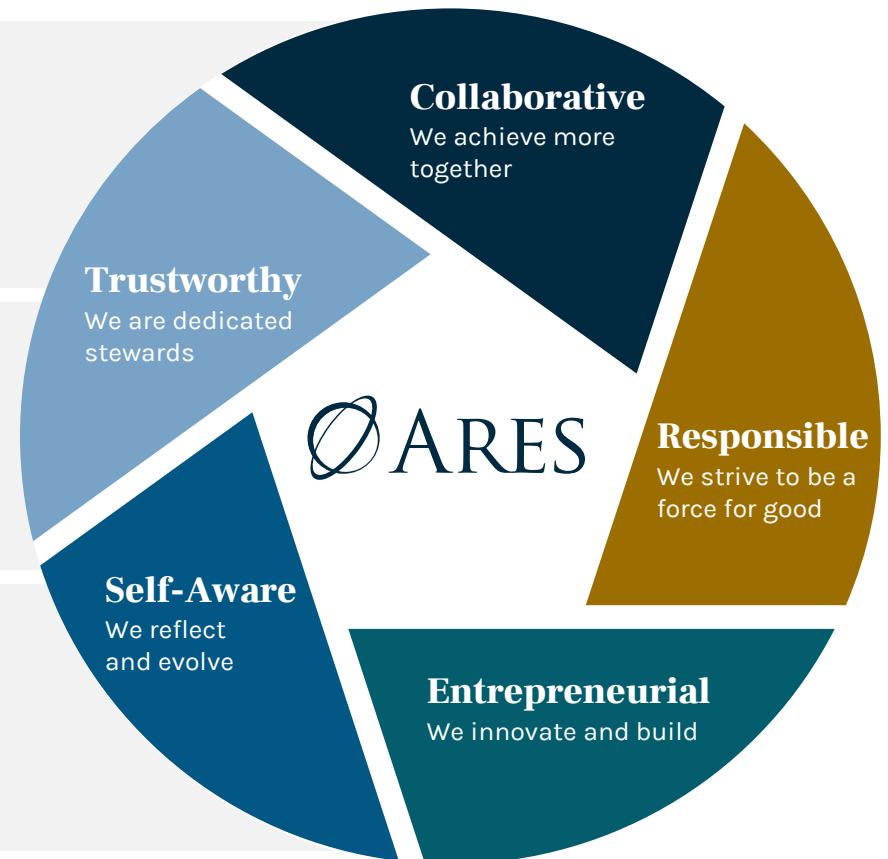 Collaborative
We achieve more
together
Trustworthy
We are dedicated
stewards
ARES
Responsible
We strive to be a
force for good
Self-Aware
We reflect
and evolve
Entrepreneurial
We innovate and build